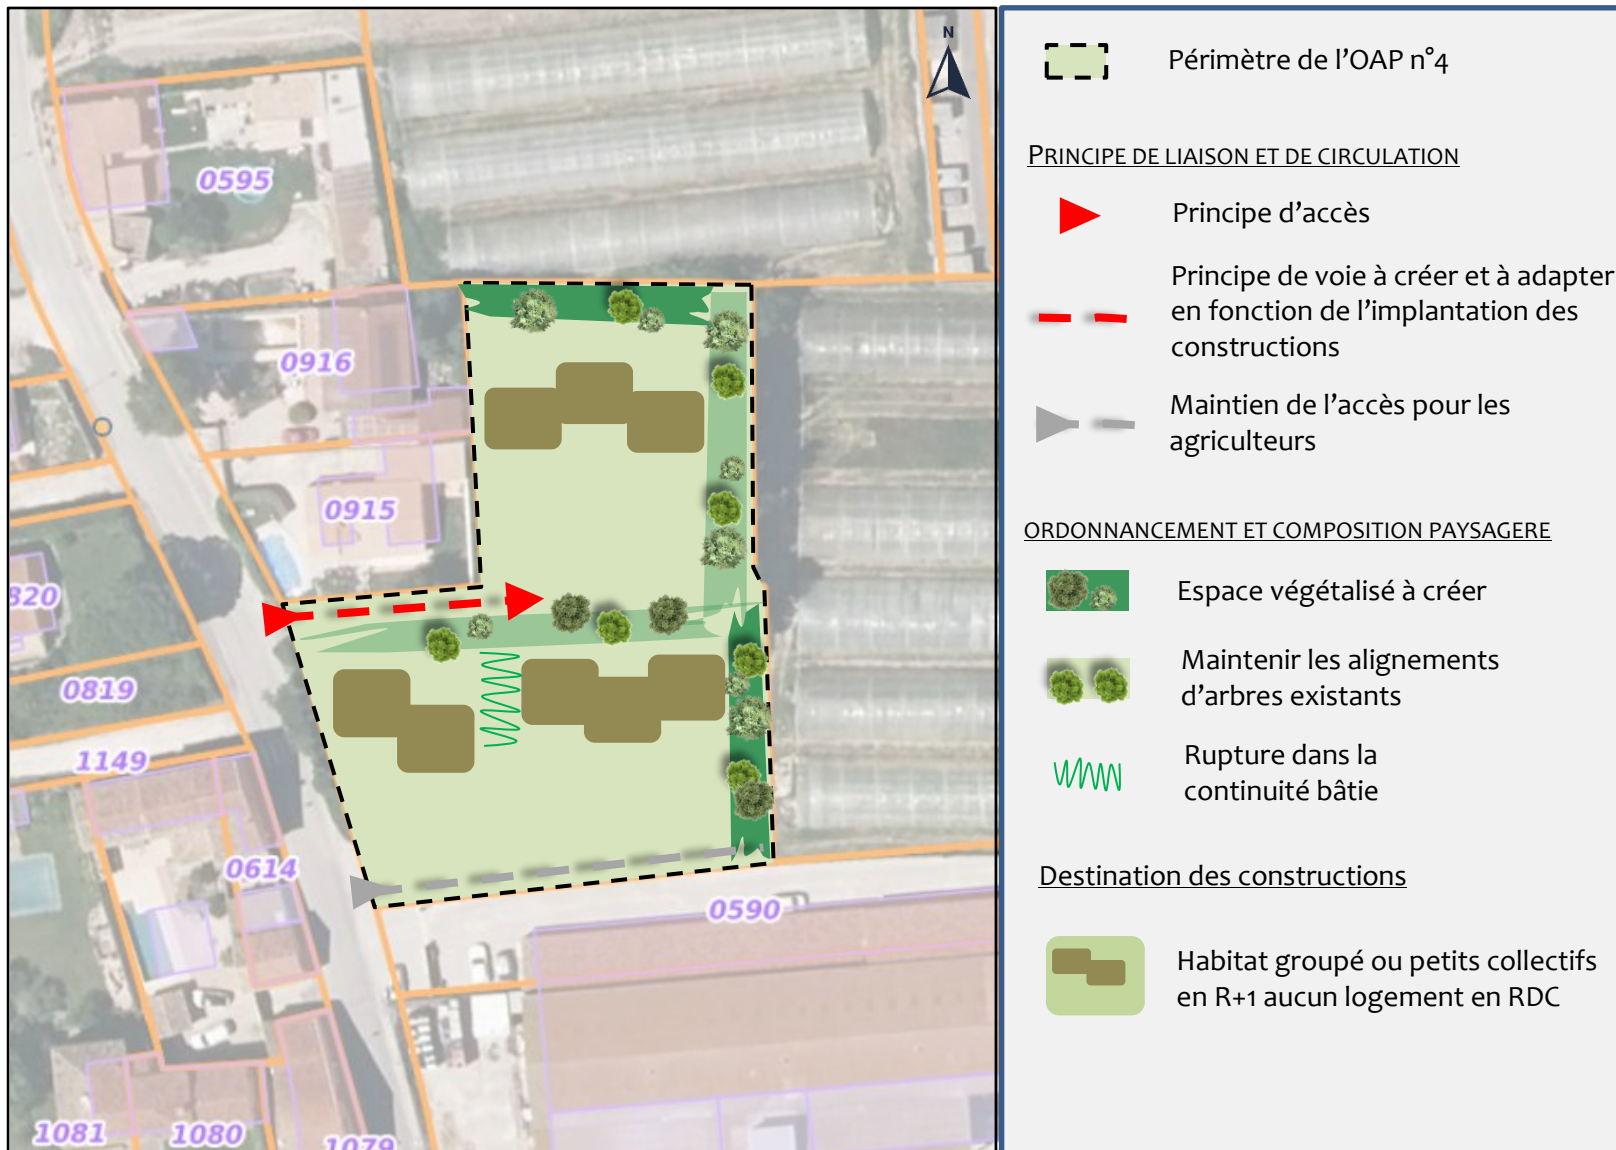 N
0595
0916
0915
820
0819
1149
0614
0590
1081
1080
1079
Périmètre de l'OAP n°4
PRINCIPE DE LIAISON ET DE CIRCULATION
Principe d'accès
Principe de voie à créer et à adapter
en fonction de l'implantation des
constructions
Maintien de l'accès pour les
agriculteurs
ORDONNANCEMENT ET COMPOSITION PAYSAGERE
Espace végétalisé à créer
Maintenir les alignements
d'arbres existants
Rupture dans la
continuité bâtie
Destination des constructions
Habitat groupé ou petits collectifs
en R+1 aucun logement en RDC